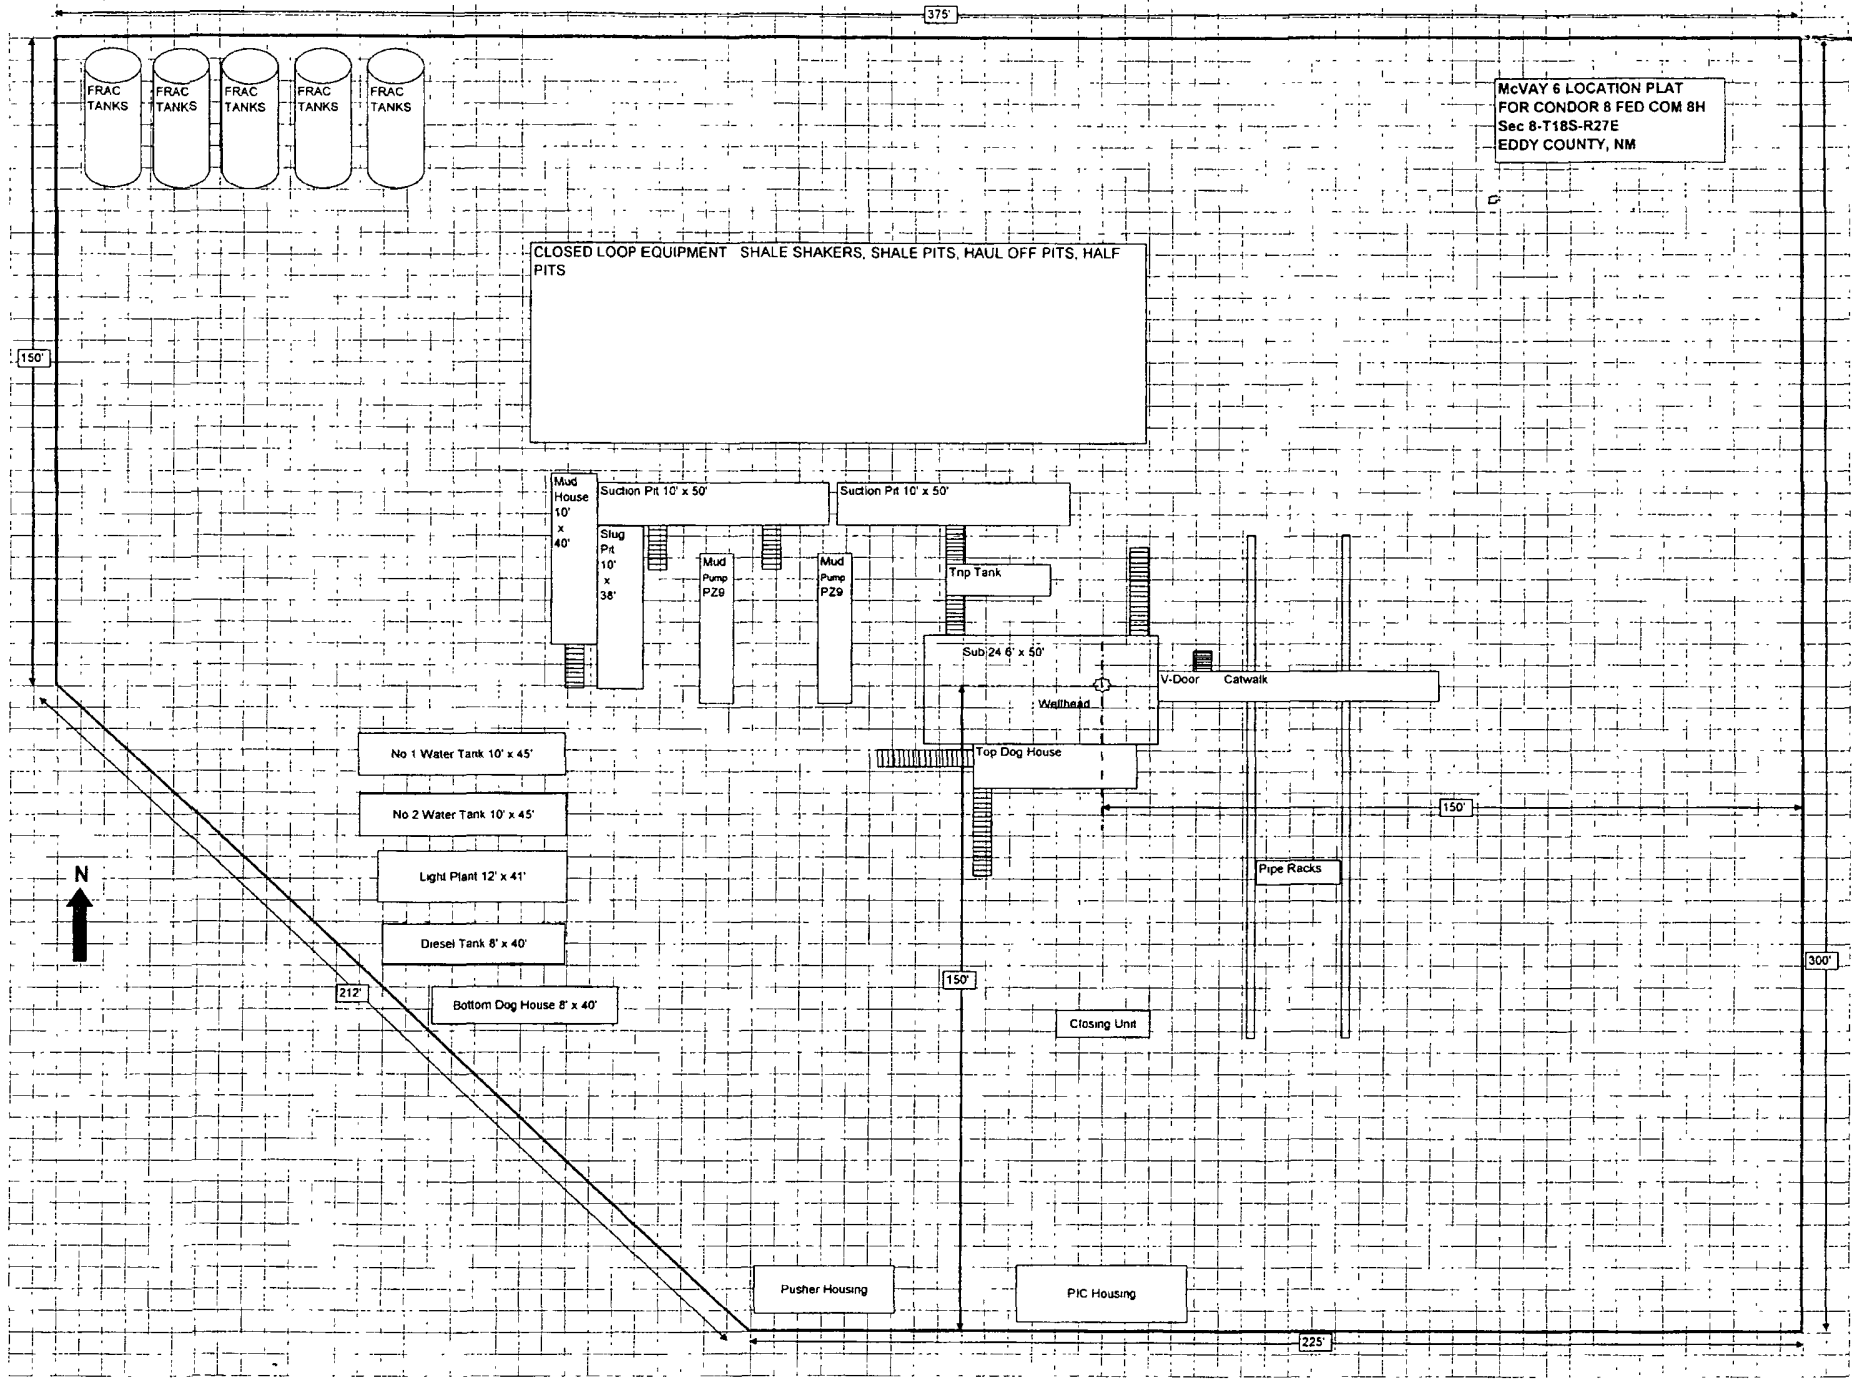 375'
FRAC
TANKS
FRAC
TANKS
FRAC
TANKS
FRAC
TANKS
FRAC
TANKS
McVAY 6 LOCATION PLAT
FOR CONDOR 8 FED COM 8H
Sec 8-T18S-R27E
EDDY COUNTY, NM
CLOSED LOOP EQUIPMENT SHALE SHAKERS, SHALE PITS, HAUL OFF PITS, HALF
PITS
150'
Mud
House
10'
x
40'
Suction Pit 10' x 50'
Suction Pit 10' x 50'
Slug
Pit
10'
x
38'
Mud
Pump
PZ9
Mud
Pump
PZ9
Trip Tank
Sub 24 6' x 50'
V-Door Catwalk
Wellhead
No 1 Water Tank 10' x 45'
Top Dog House
No 2 Water Tank 10' x 45'
150'
N
Light Plant 12' x 41'
Pipe Racks
Diesel Tank 8' x 40'
300'
150'
212'
Bottom Dog House 8' x 40'
Closing Unit
Pusher Housing
PIC Housing
225'